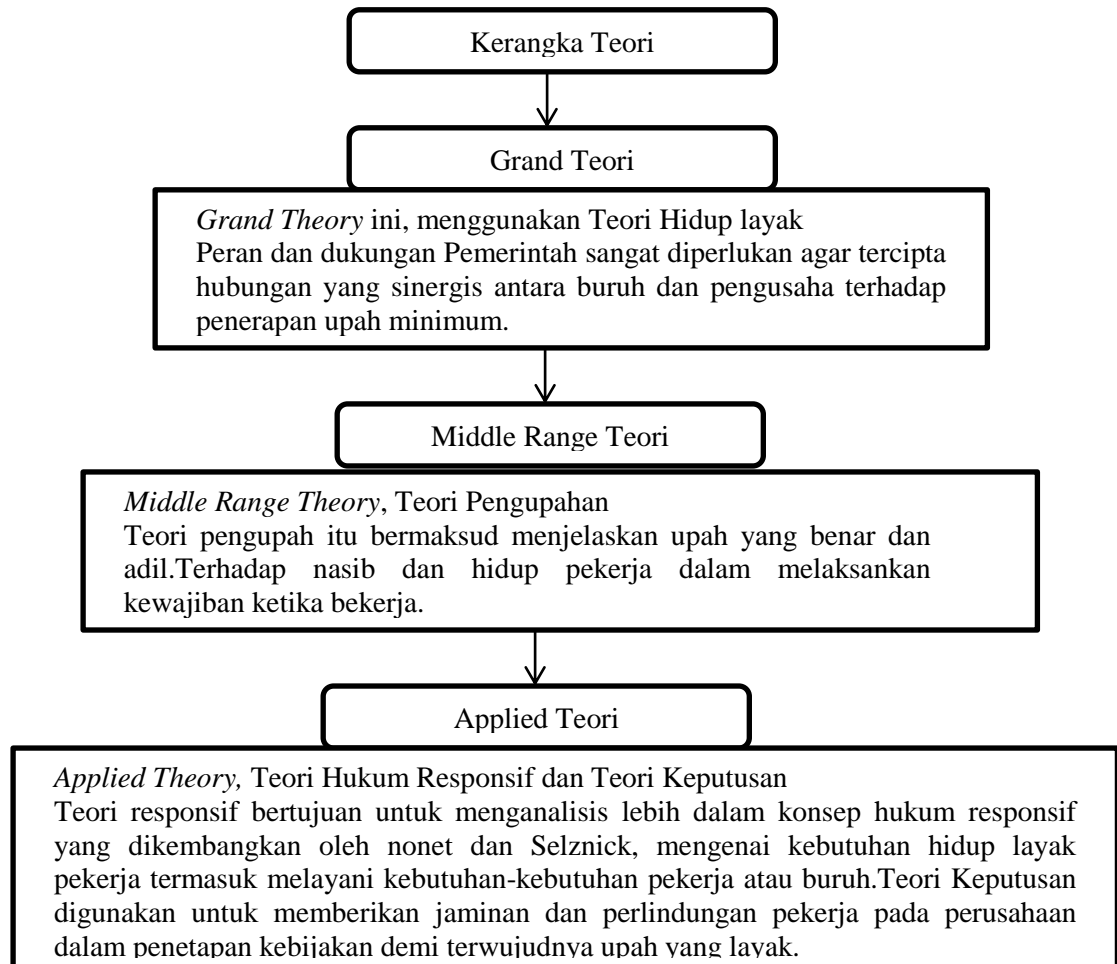 Kerangka Teori
Grand Teori
Grand Theory ini, menggunakan Teori Hidup layak
Peran dan dukungan Pemerintah sangat diperlukan agar tercipta
hubungan yang sinergis antara buruh dan pengusaha terhadap
penerapan upah minimum.
Middle Range Teori
Middle Range Theory, Teori Pengupahan
Teori pengupah itu bermaksud menjelaskan upah yang benar dan
adil.Terhadap nasib dan hidup pekerja dalam melaksankan
kewajiban ketika bekerja.
Applied Teori
Applied Theory, Teori Hukum Responsif dan Teori Keputusan
Teori responsif bertujuan untuk menganalisis lebih dalam konsep hukum responsif
yang dikembangkan oleh nonet dan Selznick, mengenai kebutuhan hidup layak
pekerja termasuk melayani kebutuhan-kebutuhan pekerja atau buruh.Teori Keputusan
digunakan untuk memberikan jaminan dan perlindungan pekerja pada perusahaan
dalam penetapan kebijakan demi terwujudnya upah yang layak.